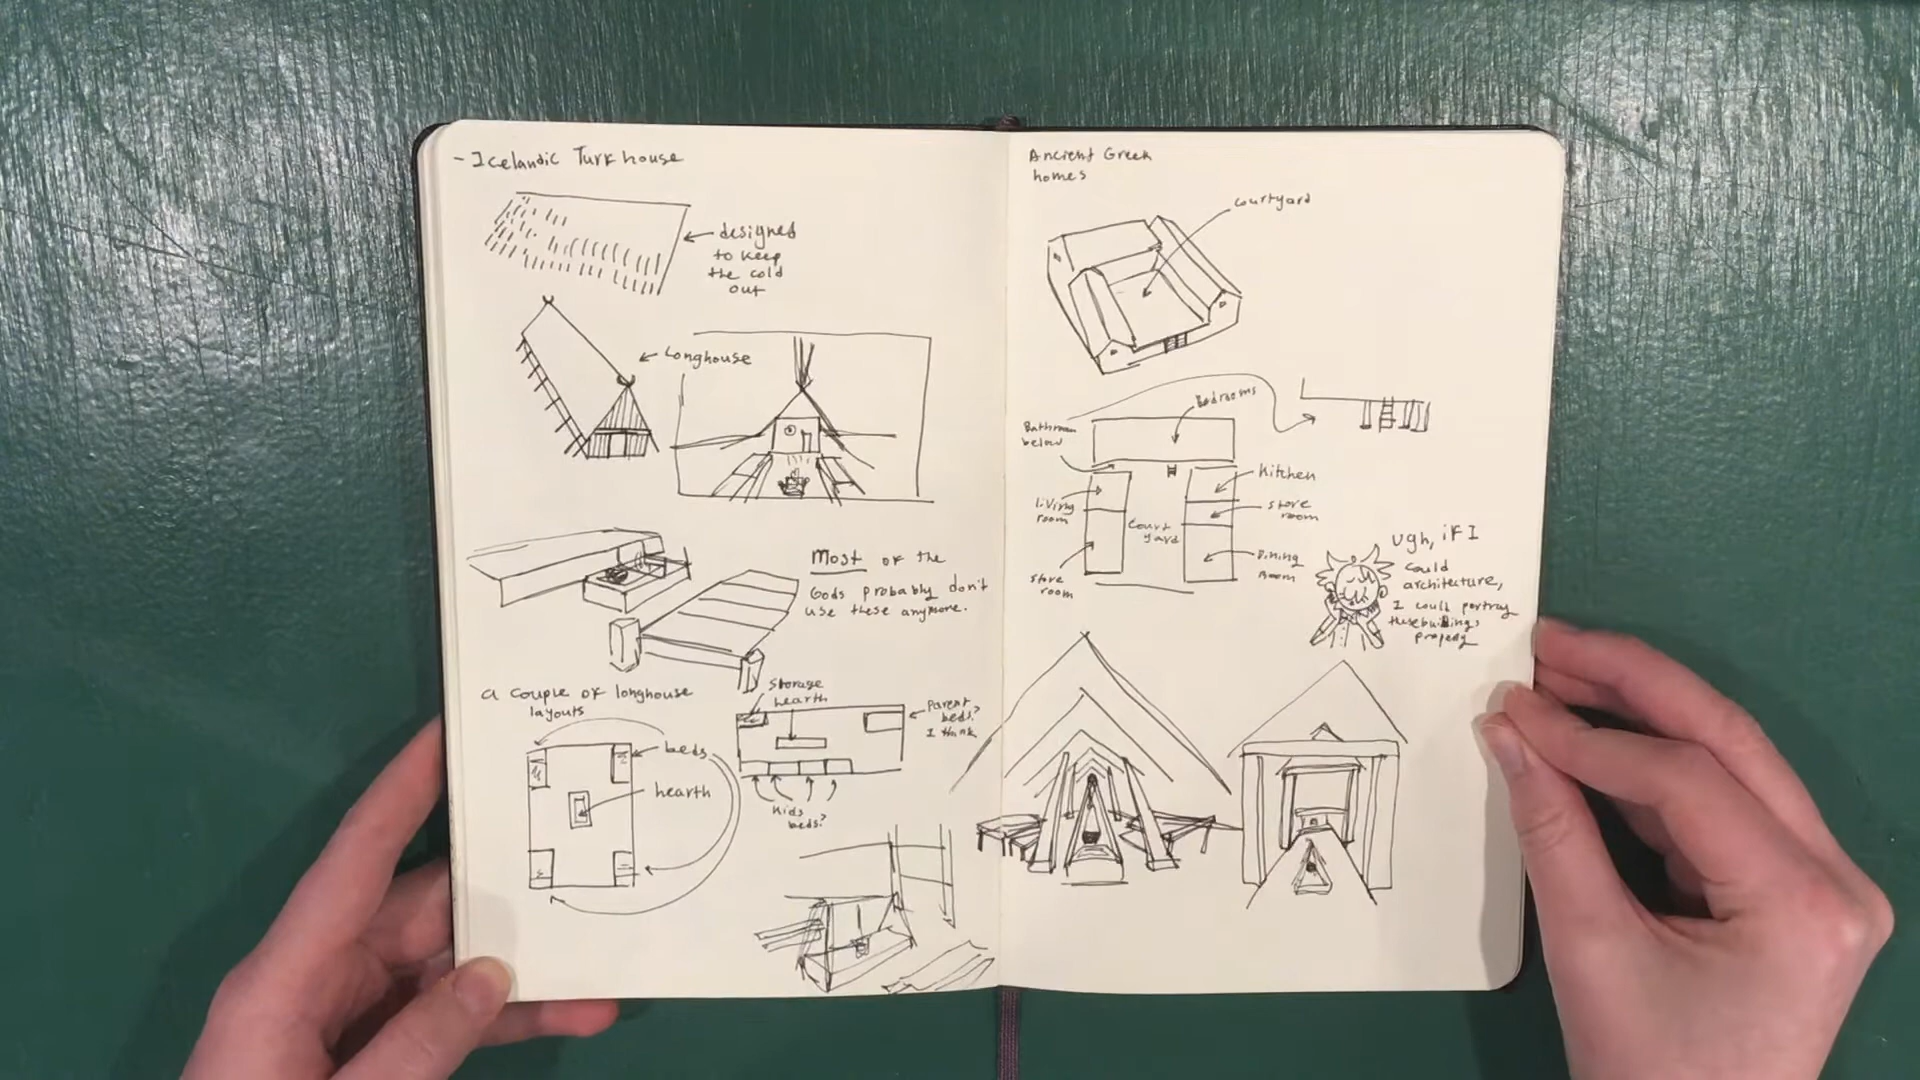 - Icelandic Turk house
designed
to keep
the cold
out
Longhouse
Most of the
Gods probably don't
use these anymore.
a couple of longhouse
layouts
beds
hearth
Storage
hearth
Parent
beds?
I think
Kids
beds?
Ancient Greek
homes
Courtyard
Bedrooms
Bathroom
below
living
room
store
room
Court
yard
Kitchen
store
room
Dining
Room
Ugh, if I
Could
architecture,
I could portray
these buildings
properly